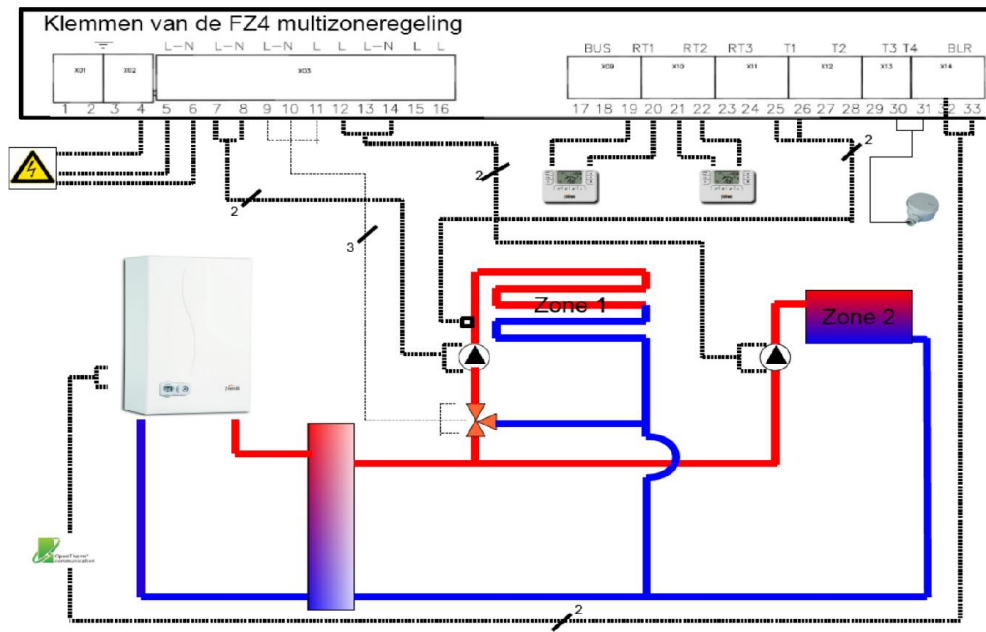 Klemmen van de FZ4 multizoneregeling
L-N L-N L-N L L L-N L L
BUS RT1 RT2 RT3 T1 T2 T3 T4 BLR
X01 X02 X03
X09 X10 X11 X12 X13 X14
1 2 3 4 5 6 7 8 9 10 11 12 13 14 15 16
17 18 19 20 21 22 23 24 25 26 27 28 29 30 31 32 33
2
2
2
3
Zone 1
Zone 2
OpenTherm
communication
2